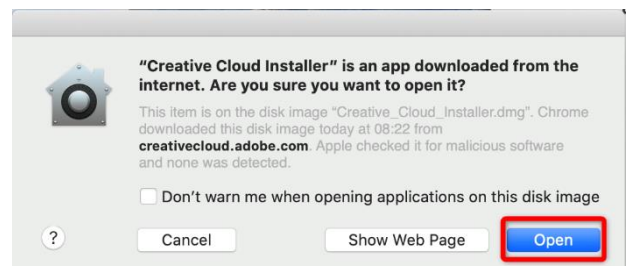 “Creative Cloud Installer” is an app downloaded from the
internet. Are you sure you want to open it?
This item is on the disk image “Creative_Cloud_Installer.dmg”. Chrome
downloaded this disk image today at 08:22 from
creativecloud.adobe.com. Apple checked it for malicious software
and none was detected.
Don’t warn me when opening applications on this disk image
? Cancel Show Web Page Open